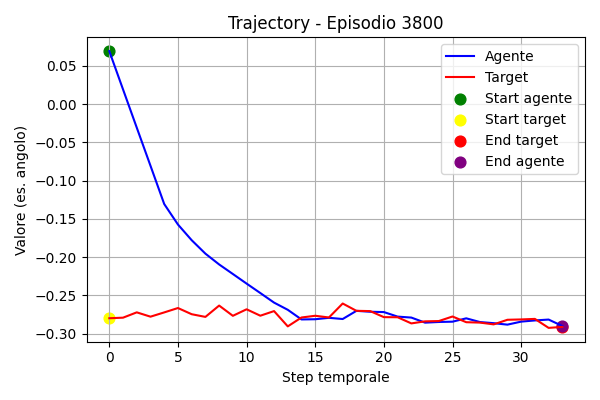 Trajectory - Episodio 3800
Valore (es. angolo)
0.05
0.00
−0.05
−0.10
−0.15
−0.20
−0.25
−0.30
Agente
Target
Start agente
Start target
End target
End agente
0 5 10 15 20 25 30
Step temporale